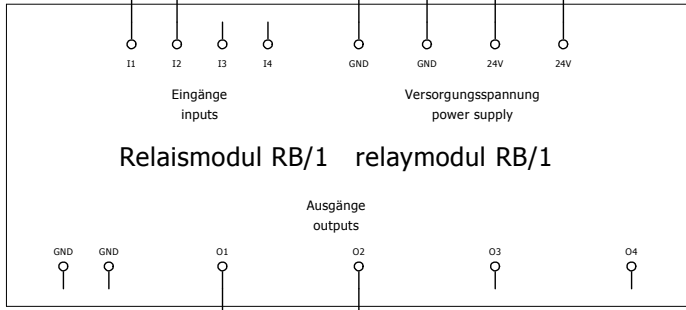 I1 I2 I3 I4 GND GND 24V 24V
Eingänge Versorgungsspannung
inputs power supply
Relaismodul RB/1 relaymodul RB/1
Ausgänge
outputs
GND GND O1 O2 O3 O4